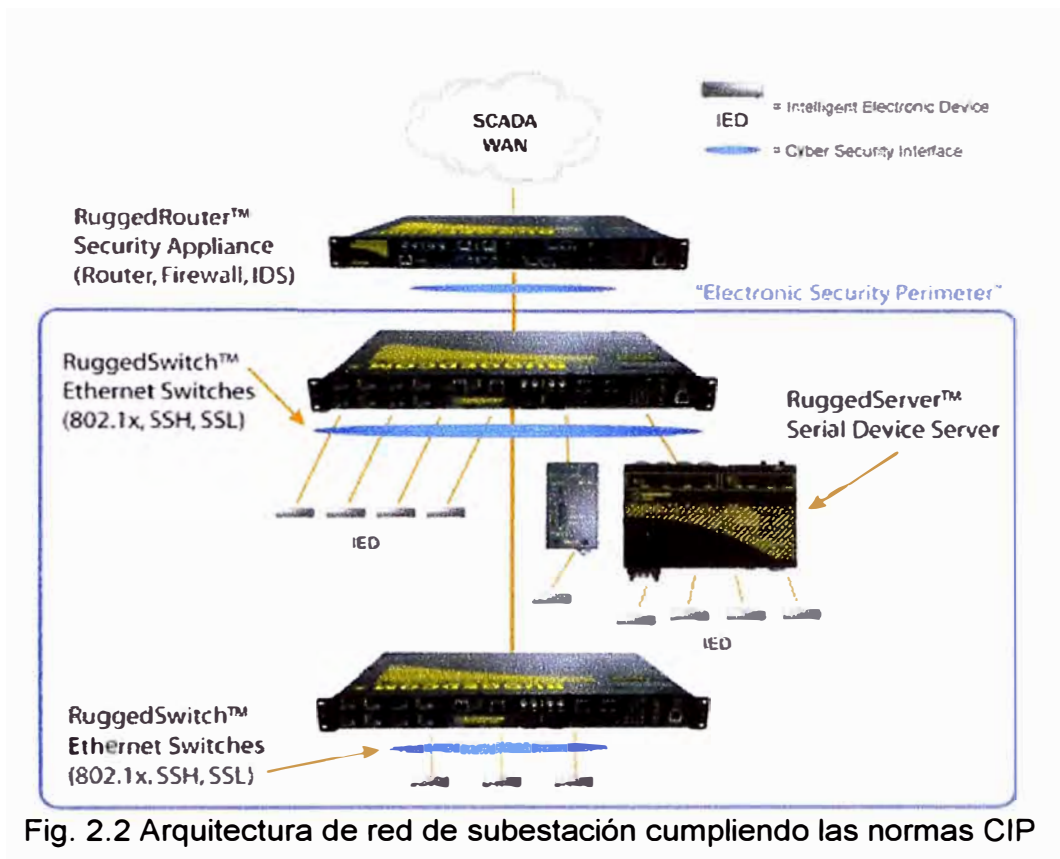 SCADA
WAN
IED
= Intelligent Electronic Device
= Cyber Security Interface
RuggedRouter™
Security Appliance
(Router, Firewall, IDS)
"Electronic Security Perimeter"
RuggedSwitch™
Ethernet Switches
(802.1x, SSH, SSL)
RuggedServer™
Serial Device Server
IED
IED
RuggedSwitch™
Ethernet Switches
(802.1x, SSH, SSL)
Fig. 2.2 Arquitectura de red de subestación cumpliendo las normas CIP